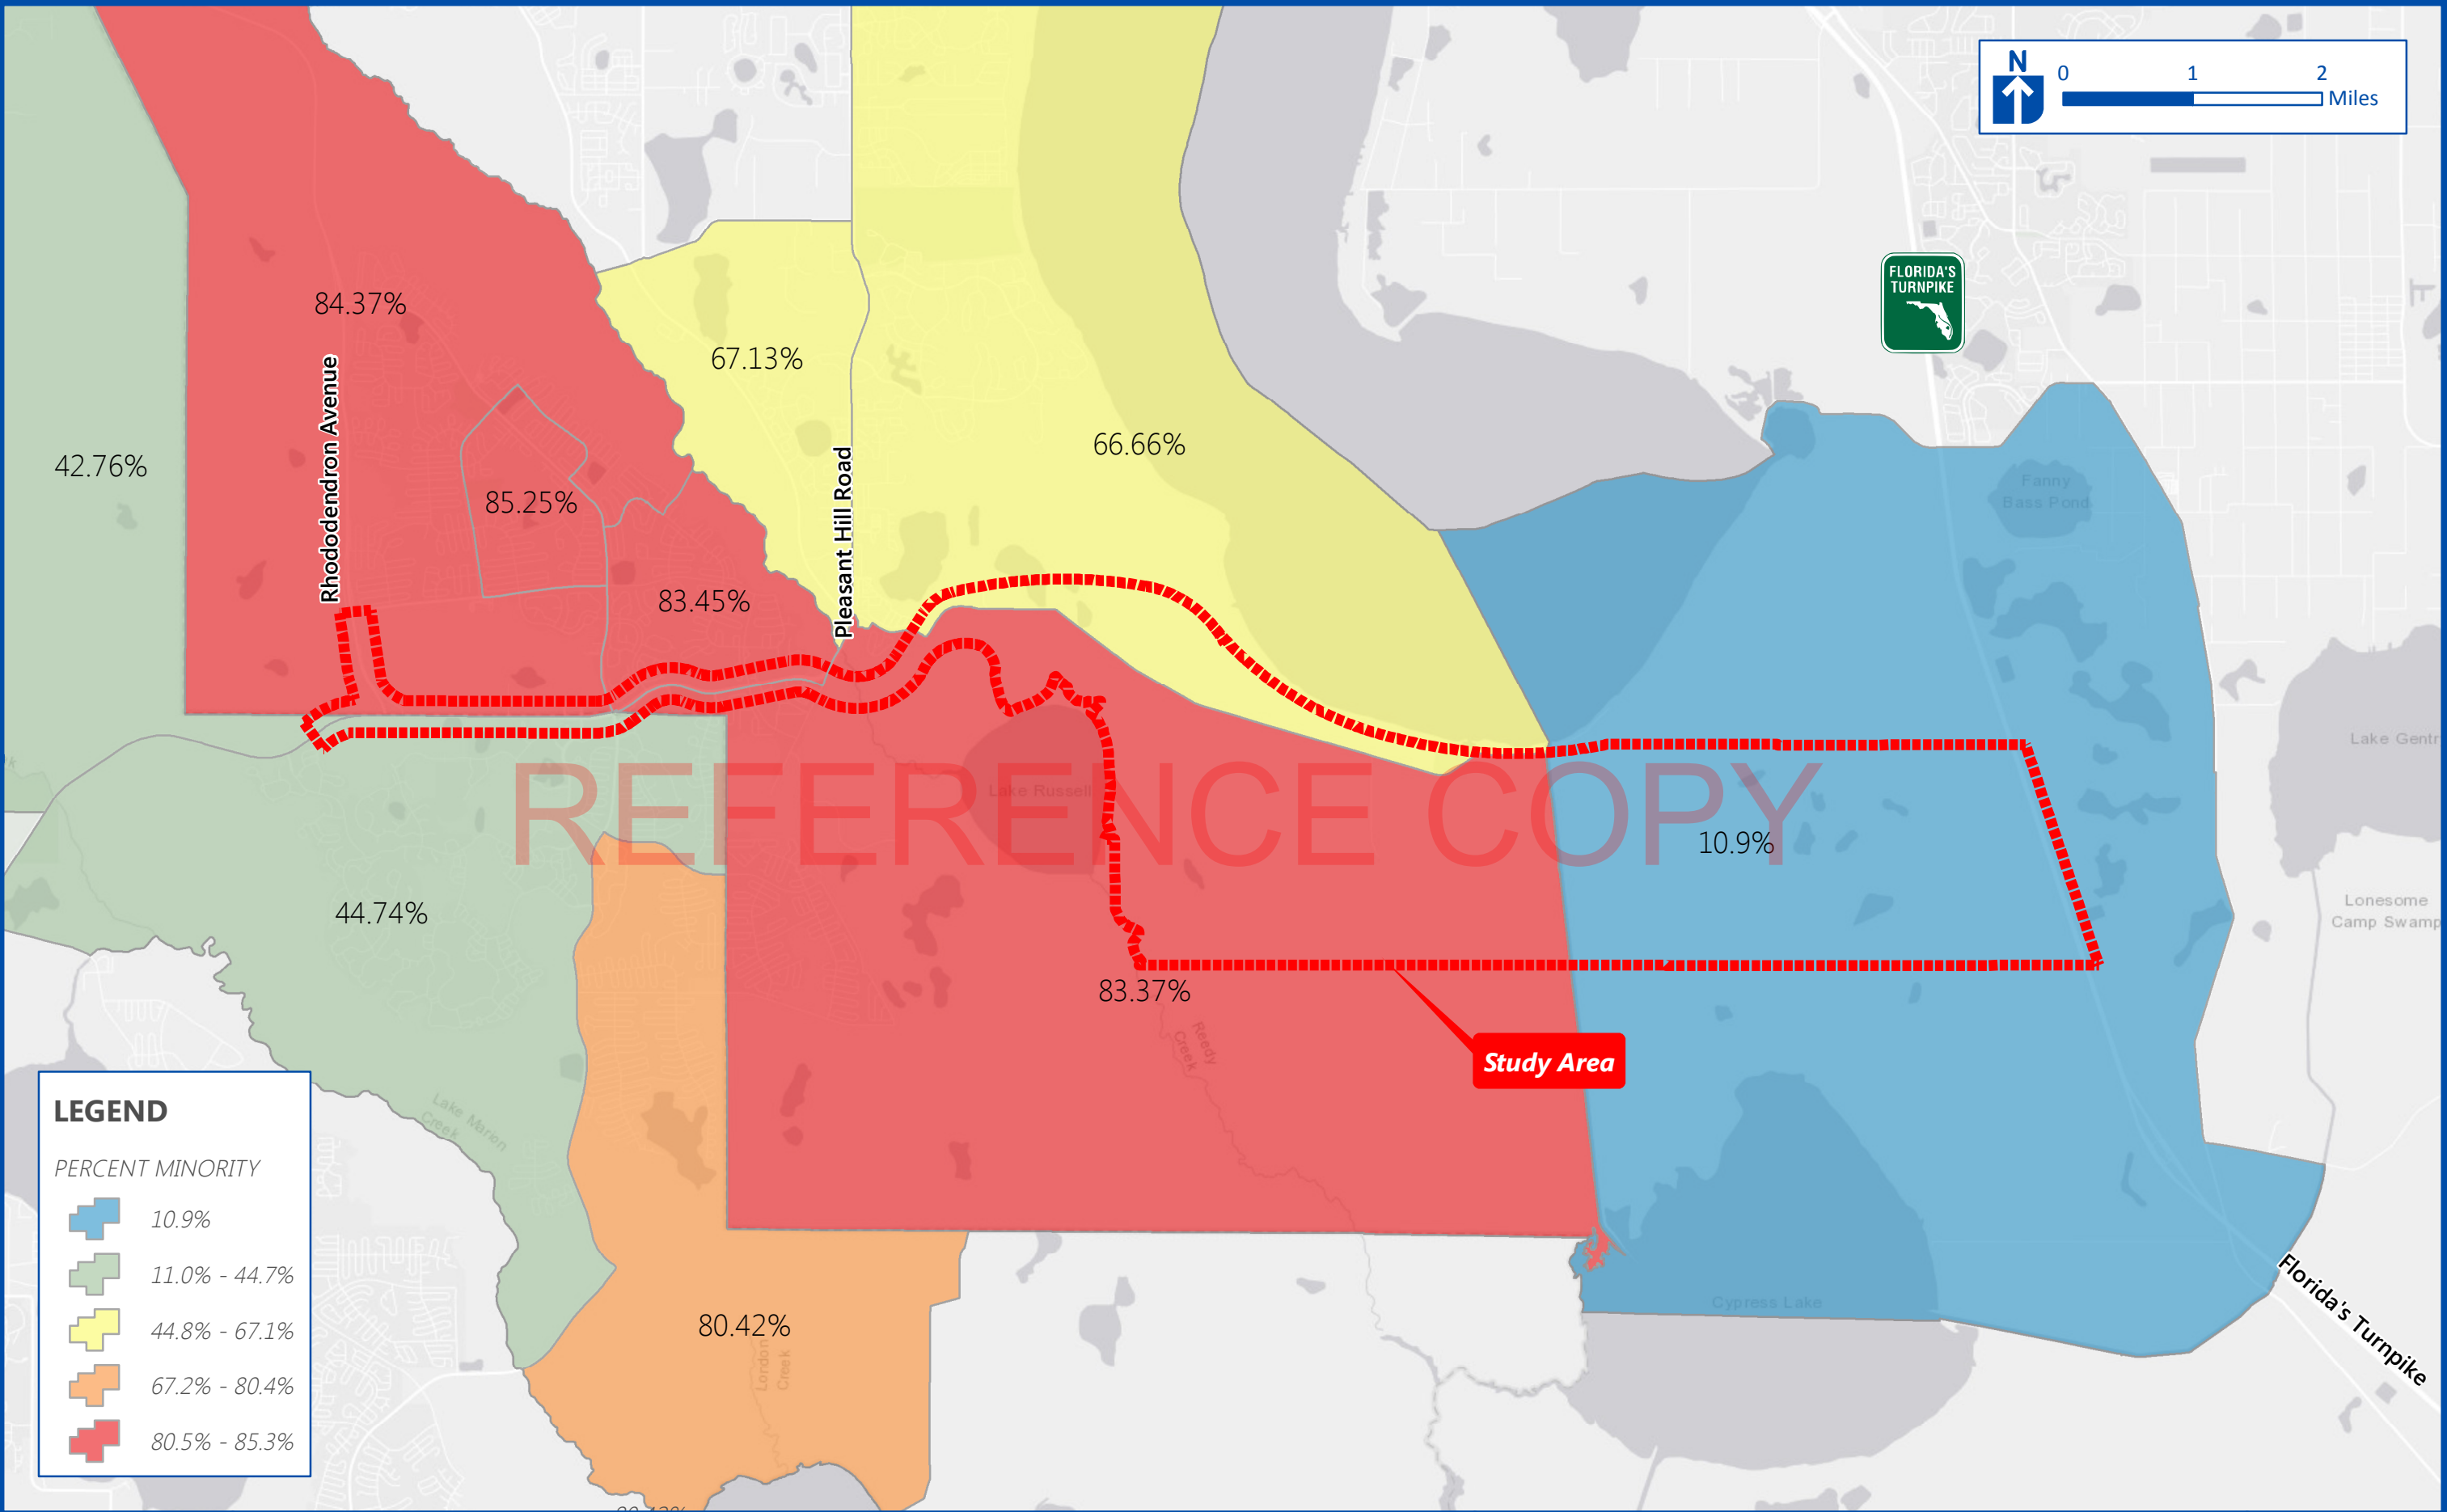 N
0 1 2
Miles
FLORIDA'S
TURNPIKE
84.37%
67.13%
Rhododendron Avenue
66.66%
42.76%
Pleasant Hill Road
85.25%
Fanny
Bass Pond
83.45%
Lake Gentr
REFERENCE COPY
Lake Russell
10.9%
44.74%
Lonesome
Camp Swamp
83.37%
Reedy
Creek
Study Area
Lake Marion
Creek
Cypress Lake
Florida's Turnpike
80.42%
London
Creek
LEGEND
PERCENT MINORITY
10.9%
11.0% - 44.7%
44.8% - 67.1%
67.2% - 80.4%
80.5% - 85.3%